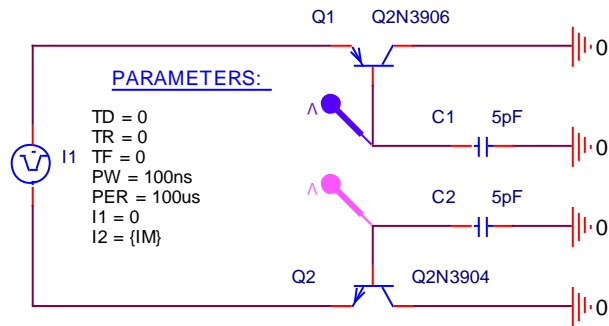 Q1 Q2N3906
0
PARAMETERS:
TD = 0
TR = 0
TF = 0
PW = 100ns
PER = 100us
I1 = 0
I2 = {IM}
I1
V
C1 5pF
0
V
C2 5pF
0
Q2 Q2N3904
0